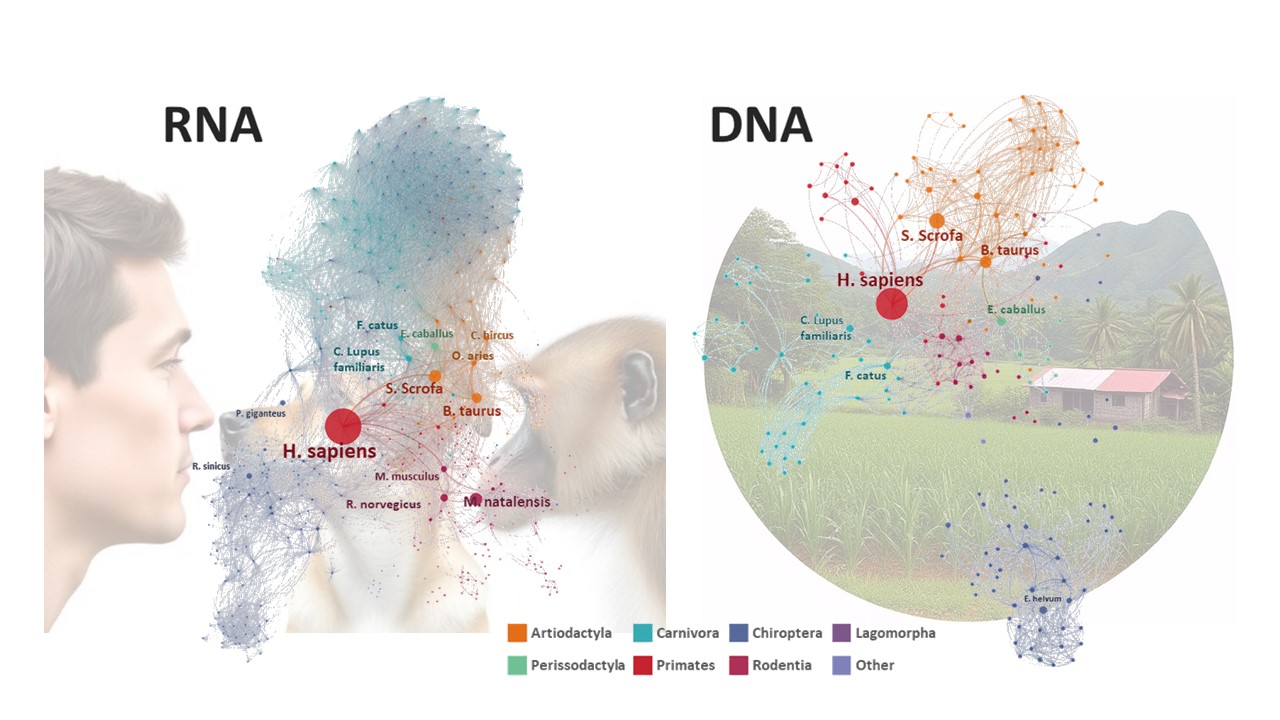 RNA
F. catus
E. caballus
C. hircus
C. Lupus
familiaris
O. aries
S. Scrofa
B. taurus
P. giganteus
H. sapiens
R. sinicus
M. musculus
R. norvegicus
M. natalensis
DNA
S. Scrofa
B. taurus
H. sapiens
E. caballus
C. Lupus
familiaris
F. catus
E. helvum
Artiodactyla
Carnivora
Chiroptera
Lagomorpha
Perissodactyla
Primates
Rodentia
Other